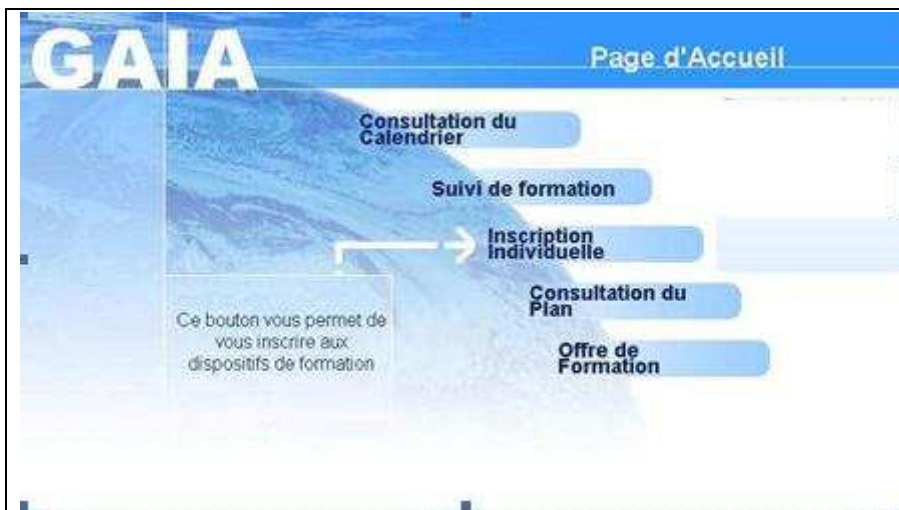 GAIA
Page d'Accueil
Consultation du
Calendrier
Suivi de formation
Inscription
Individuelle
Consultation du
Plan
Offre de
Formation
Ce bouton vous permet de
vous inscrire aux
dispositifs de formation